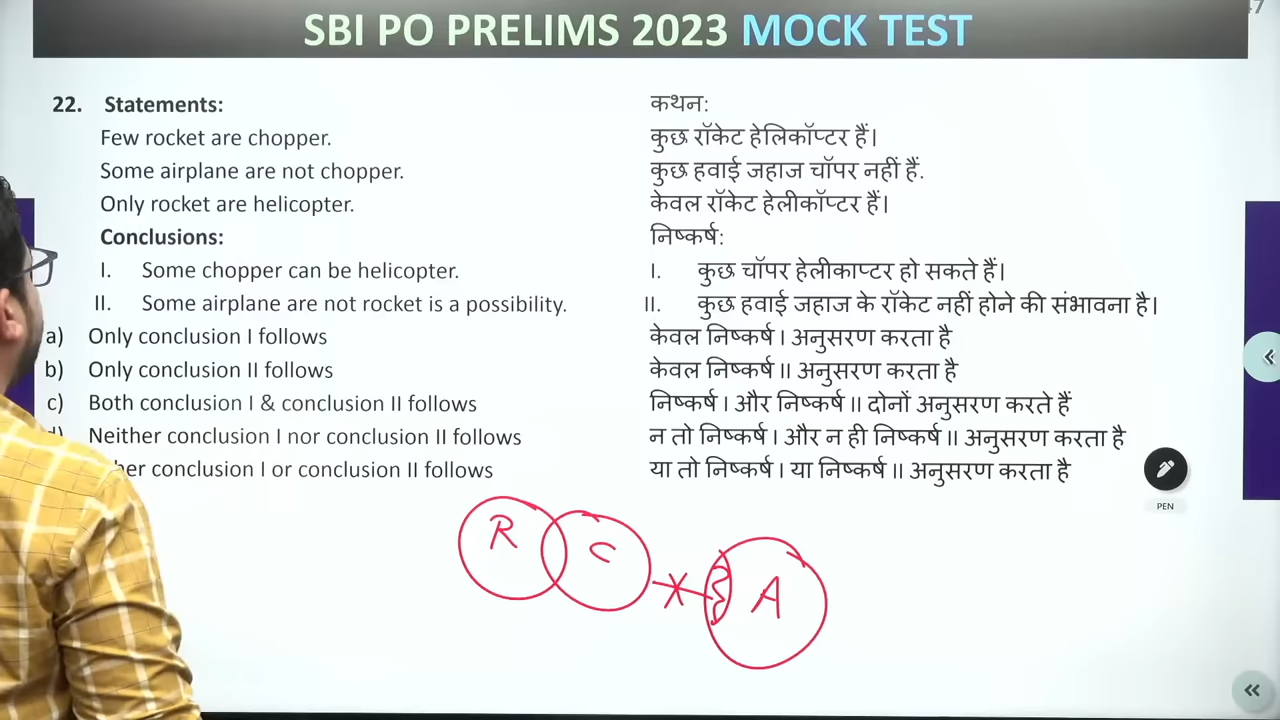 SBI PO PRELIMS 2023 MOCK TEST
47
22. Statements:
Few rocket are chopper.
Some airplane are not chopper.
Only rocket are helicopter.
Conclusions:
I. Some chopper can be helicopter.
II. Some airplane are not rocket is a possibility.
a) Only conclusion I follows
b) Only conclusion II follows
c) Both conclusion I & conclusion II follows
Neither conclusion I nor conclusion II follows
conclusion I or conclusion II follows
कथन:
कुछ रॉकेट हेलिकॉप्टर हैं।
कुछ हवाई जहाज चॉपर नहीं हैं.
केवल रॉकेट हेलीकॉप्टर हैं।
निष्कर्ष:
I. कुछ चॉपर हेलीकाप्टर हो सकते हैं।
II. कुछ हवाई जहाज के रॉकेट नहीं होने की संभावना है।
केवल निष्कर्ष I अनुसरण करता है
केवल निष्कर्ष II अनुसरण करता है
निष्कर्ष I और निष्कर्ष II दोनों अनुसरण करते हैं
न तो निष्कर्ष I और न ही निष्कर्ष II अनुसरण करता है
या तो निष्कर्ष I या निष्कर्ष II अनुसरण करता है
PEN
R C A